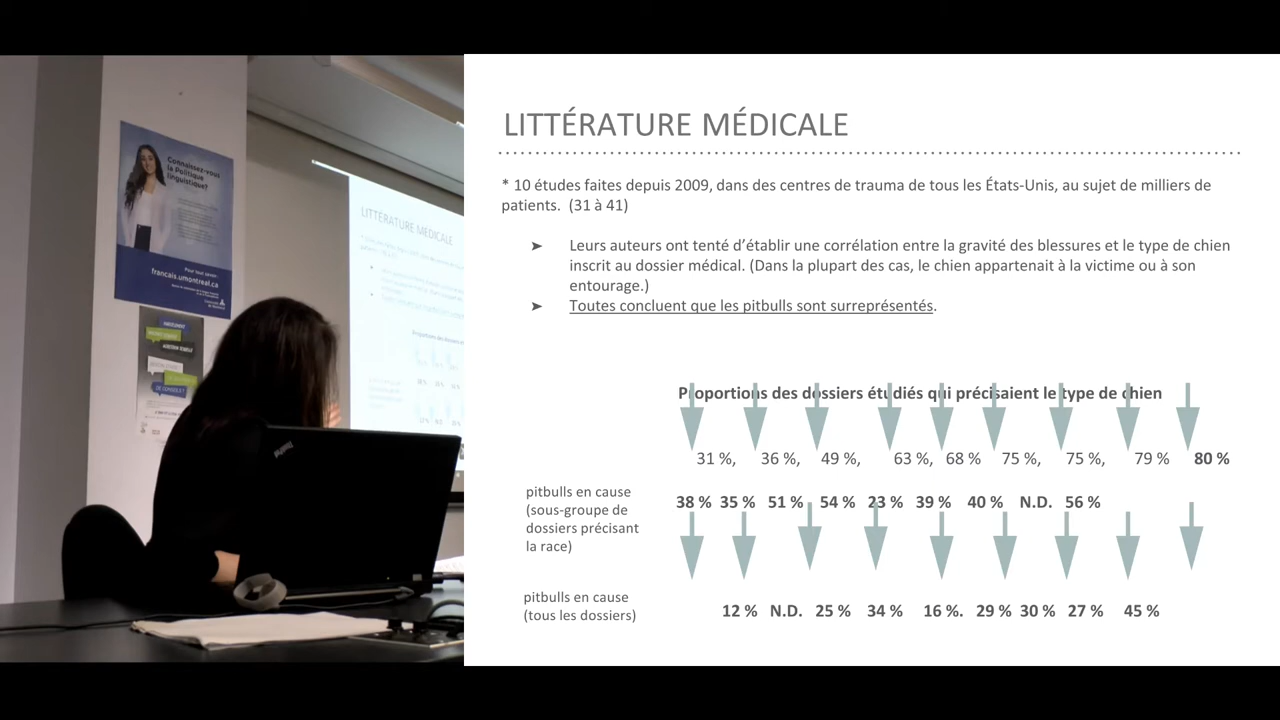 Connaissez-vous
la Politique
linguistique?
Pour tout savoir:
francais.umontreal.ca
LITTÉRATURE MÉDICALE
LITTÉRATURE MÉDICALE
* 10 études faites depuis 2009, dans des centres de trauma de tous les États-Unis, au sujet de milliers de
patients. (31 à 41)
➤ Leurs auteurs ont tenté d’établir une corrélation entre la gravité des blessures et le type de chien
inscrit au dossier médical. (Dans la plupart des cas, le chien appartenait à la victime ou à son
entourage.)
➤ Toutes concluent que les pitbulls sont surreprésentés.
Proportions des dossiers étudiés qui précisaient le type de chien
31 %, 36 %, 49 %, 63 %, 68 % 75 %, 75 %, 79 % 80 %
pitbulls en cause
(sous-groupe de
dossiers précisant
la race)
38 % 35 % 51 % 54 % 23 % 39 % 40 % N.D. 56 %
pitbulls en cause
(tous les dossiers)
12 % N.D. 25 % 34 % 16 %. 29 % 30 % 27 % 45 %
ThinkPad